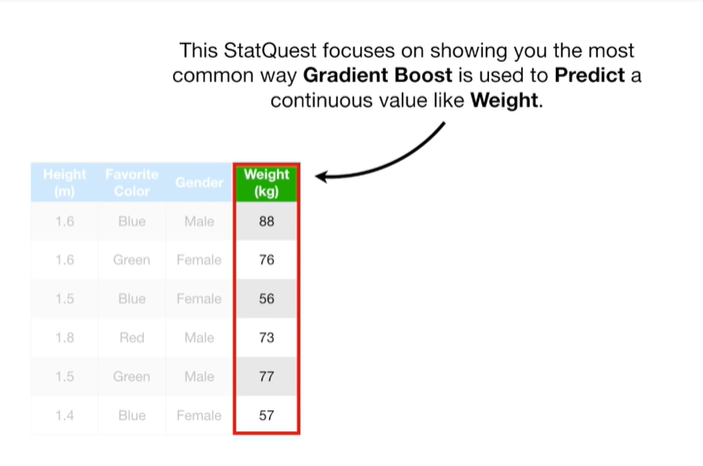 This StatQuest focuses on showing you the most
common way Gradient Boost is used to Predict a
continuous value like Weight.
Height (m) Favorite Color Gender Weight (kg)
1.6 Blue Male 88
1.6 Green Female 76
1.5 Blue Female 56
1.8 Red Male 73
1.5 Green Male 77
1.4 Blue Female 57